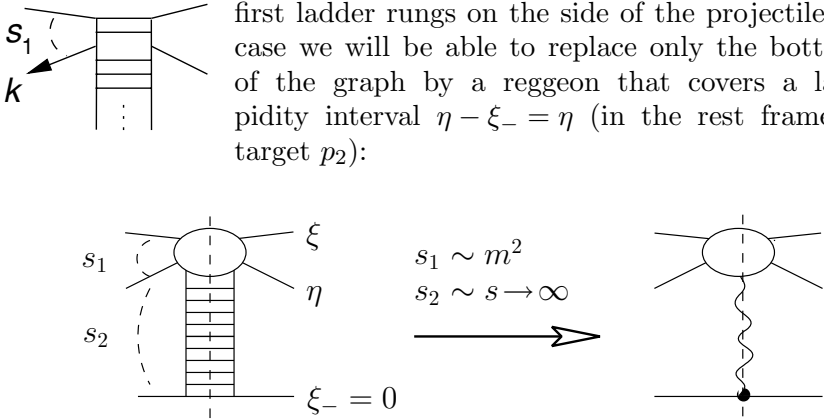 first ladder rungs on the side of the projectile
s₁ case we will be able to replace only the bott
k of the graph by a reggeon that covers a la
pidity interval η − ξ₋ = η (in the rest frame
target p₂):
ξ
s₁ s₁ ∼ m²
η s₂ ∼ s→∞
s₂
ξ₋ = 0